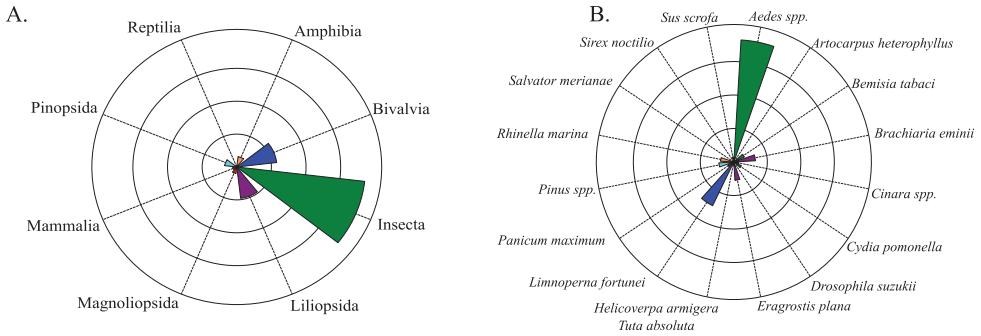 A.
Reptilia
Amphibia
Pinopsida
Bivalvia
Mammalia
Insecta
Magnoliopsida
Liliopsida
B.
Sus scrofa
Aedes spp.
Sirex noctilio
Artocarpus heterophyllus
Salvator merianae
Bemisia tabaci
Rhinella marina
Brachiaria eminii
Pinus spp.
Cinara spp.
Panicum maximum
Cydia pomonella
Limnoperna fortunei
Drosophila suzukii
Helicoverpa armigera
Eragrostis plana
Tuta absoluta